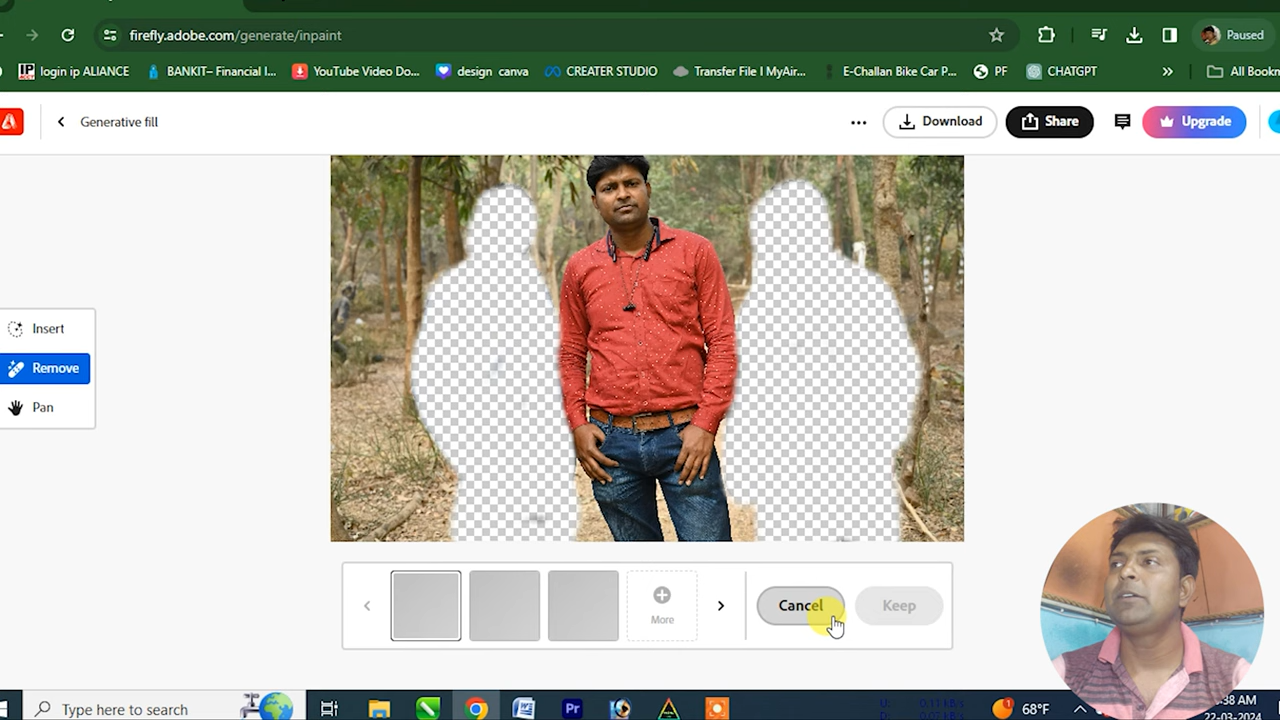 firefly.adobe.com/generate/inpaint
Paused
login ip ALIANCE
BANKIT– Financial I...
YouTube Video Do...
design canva
CREATER STUDIO
Transfer File I MyAir...
E-Challan Bike Car P...
PF
CHATGPT
»
All Bookm
Generative fill
Download
Share
Upgrade
Insert
Remove
Pan
More
Cancel
Keep
Type here to search
68°F
:38 AM
22-03-2024